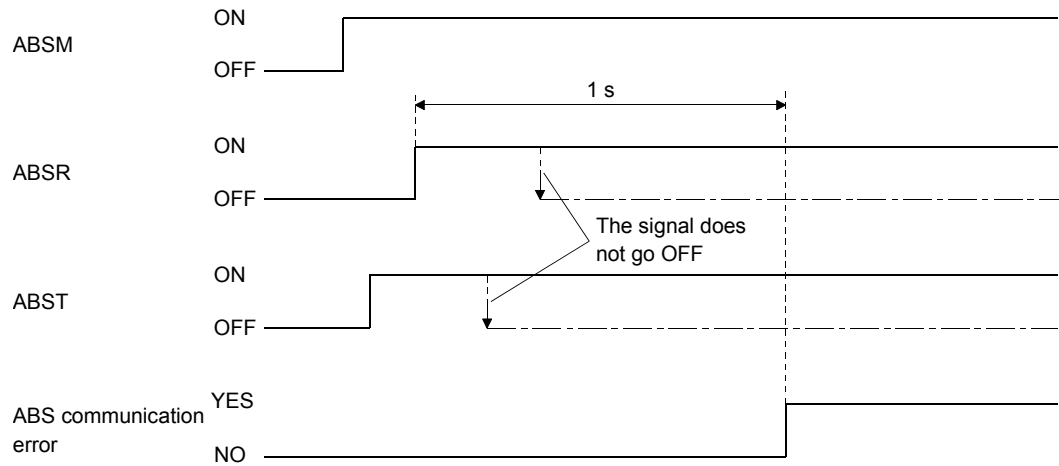 ON
ABSM
OFF
1 s
ON
ABSR
OFF
The signal does
not go OFF
ON
ABST
OFF
YES
ABS communication
error
NO